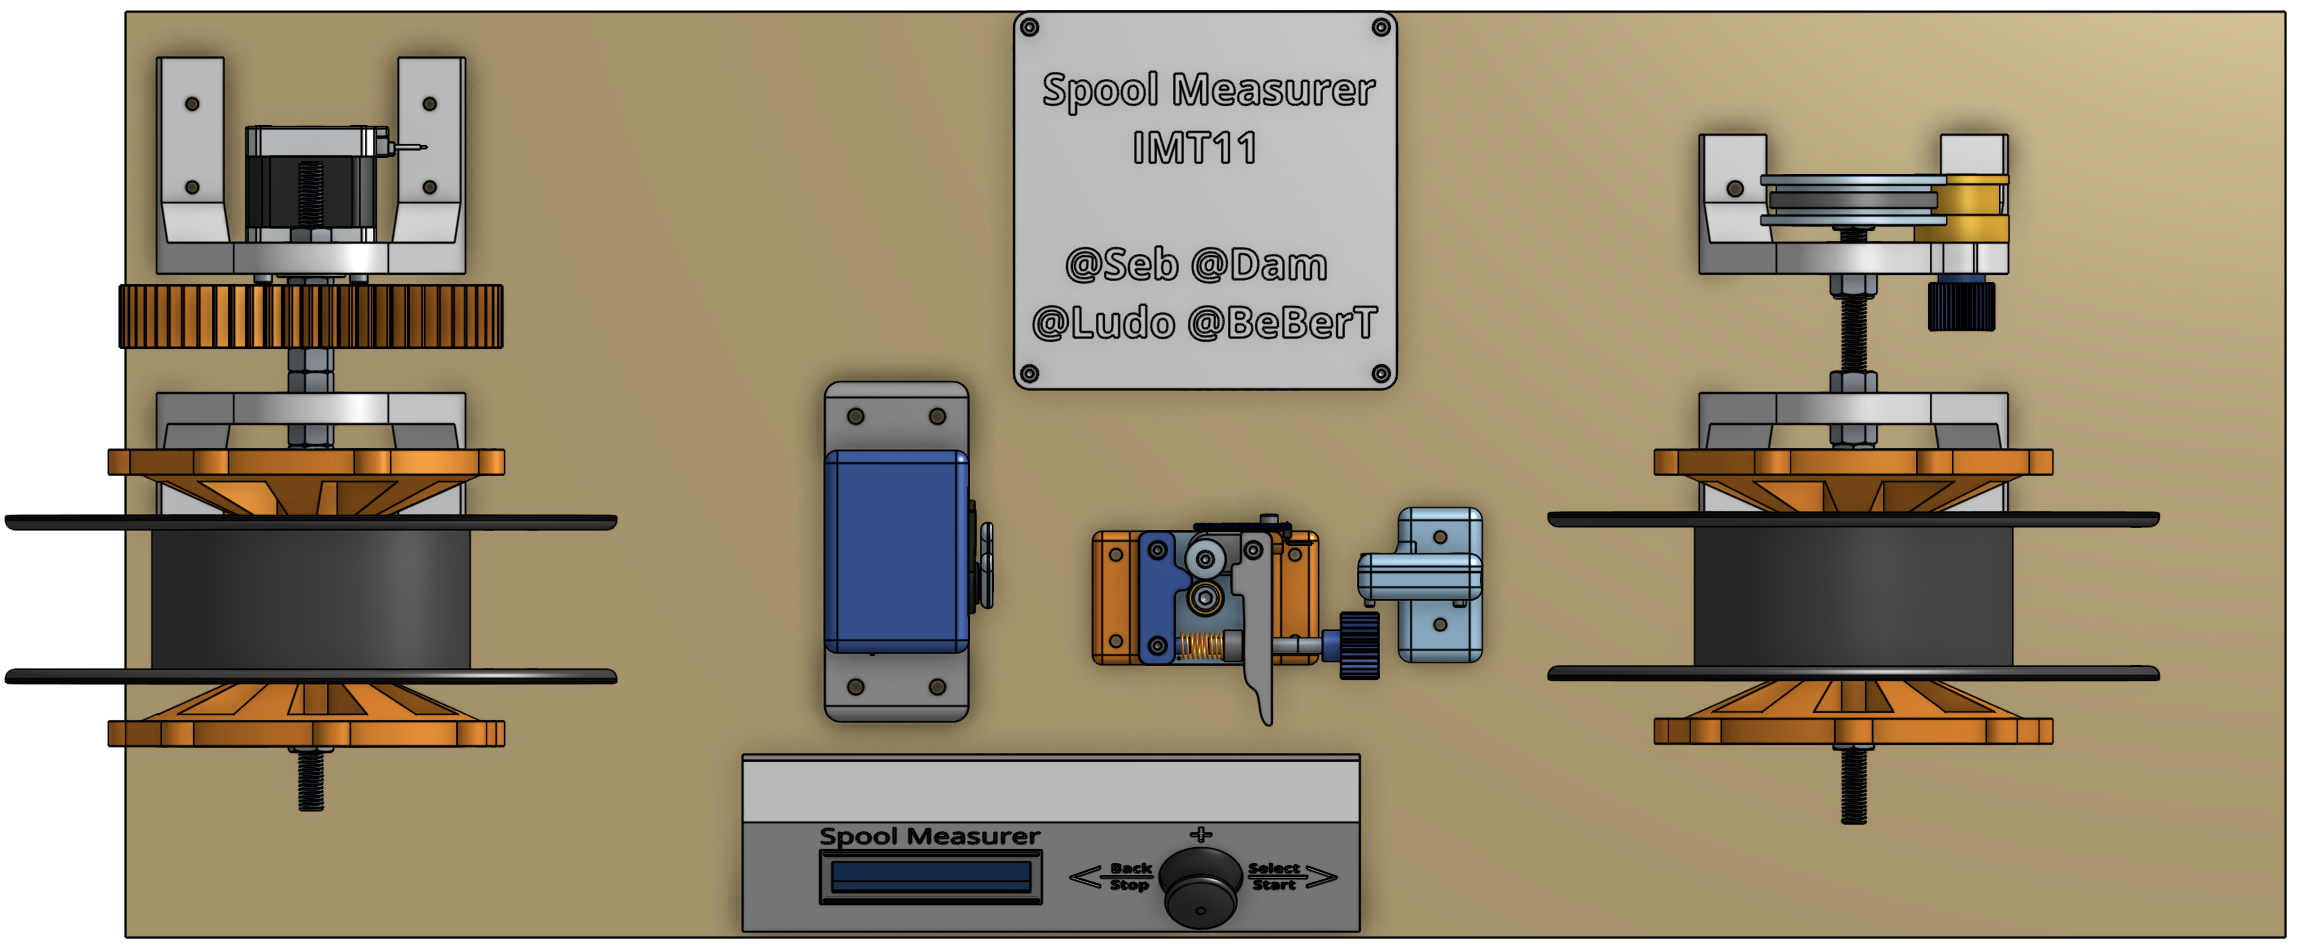 Spool Measurer
IMT11
@Seb @Dam
@Ludo @BeBerT
Spool Measurer
+
Back
Stop
Select
Start